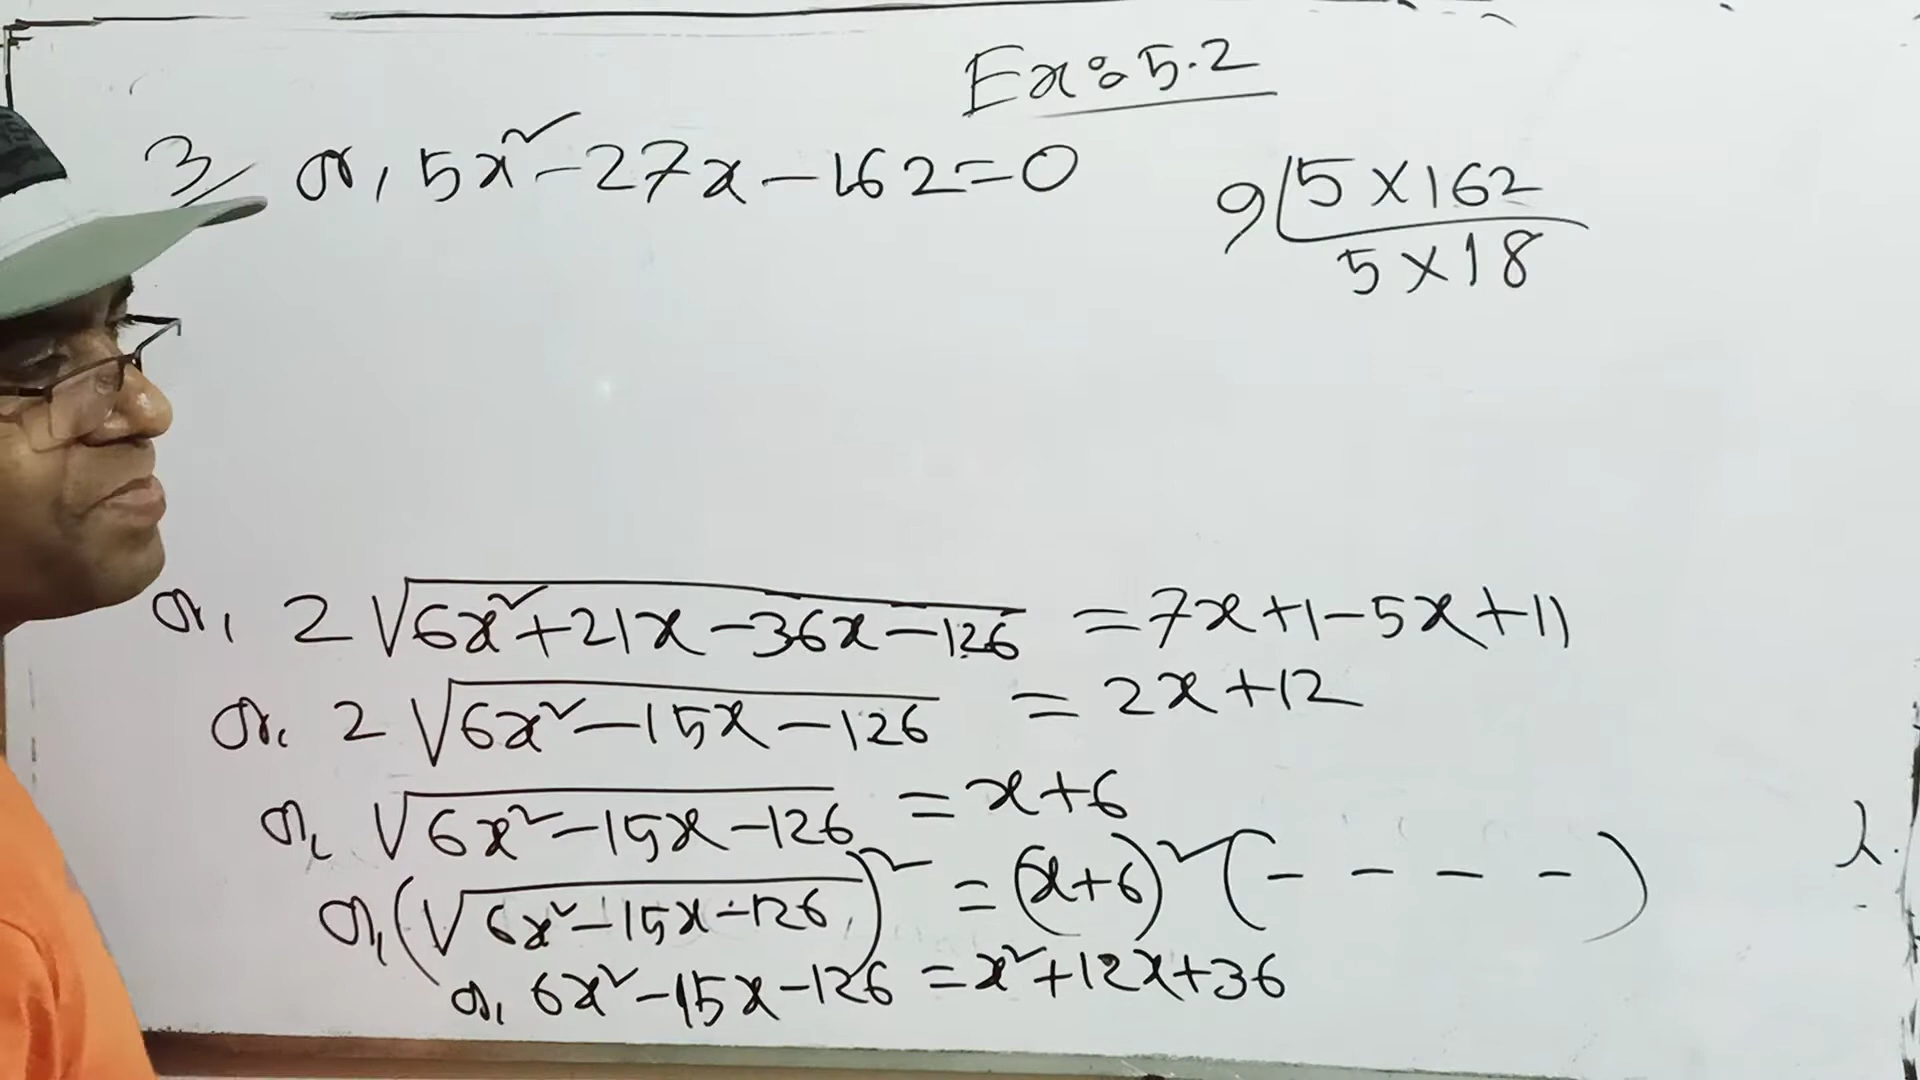 Ex: 5.2
3/ or, 5x² - 27x - 162 = 0
9 | 5 × 162
5 × 18
or, 2 √(6x² + 21x - 36x - 126) = 7x + 1 - 5x + 11
or, 2 √(6x² - 15x - 126) = 2x + 12
or, √(6x² - 15x - 126) = x + 6
or, (√(6x² - 15x - 126))² = (x + 6)² ( - - - - )
or, 6x² - 15x - 126 = x² + 12x + 36